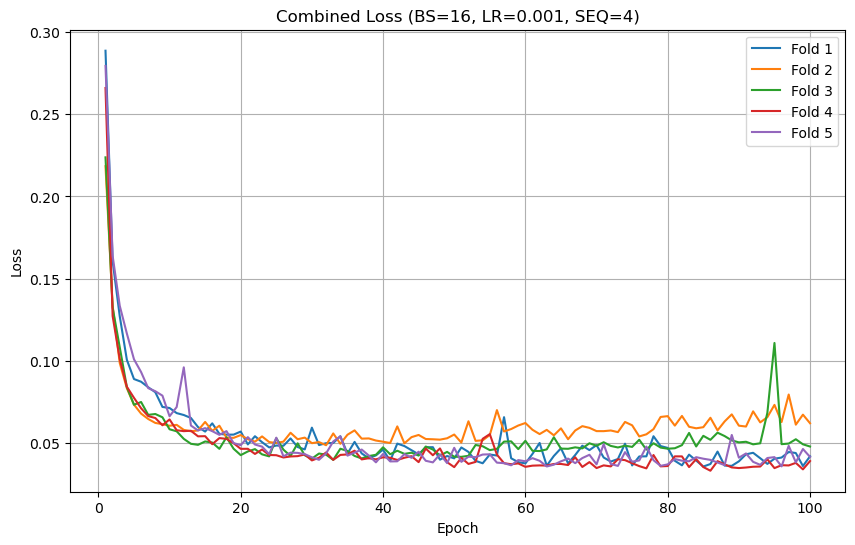 Combined Loss (BS=16, LR=0.001, SEQ=4)
0.30
0.25
0.20
0.15
0.10
0.05
Loss
Fold 1
Fold 2
Fold 3
Fold 4
Fold 5
0
20
40
60
80
100
Epoch